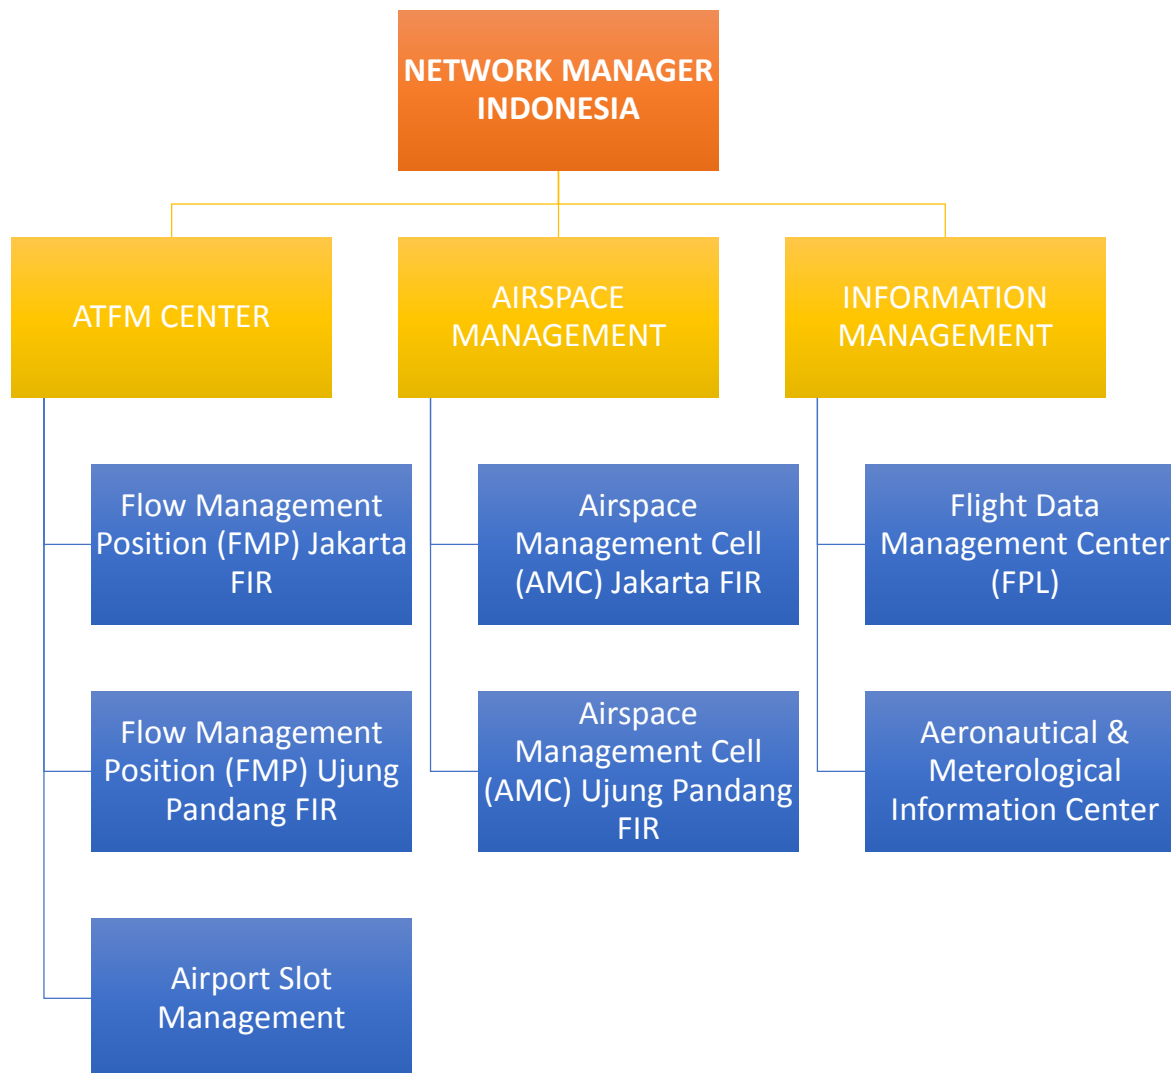 NETWORK MANAGER
INDONESIA
ATFM CENTER
AIRSPACE
MANAGEMENT
INFORMATION
MANAGEMENT
Flow Management
Position (FMP) Jakarta
FIR
Airspace
Management Cell
(AMC) Jakarta FIR
Flight Data
Management Center
(FPL)
Flow Management
Position (FMP) Ujung
Pandang FIR
Airspace
Management Cell
(AMC) Ujung Pandang
FIR
Aeronautical &
Meterological
Information Center
Airport Slot
Management